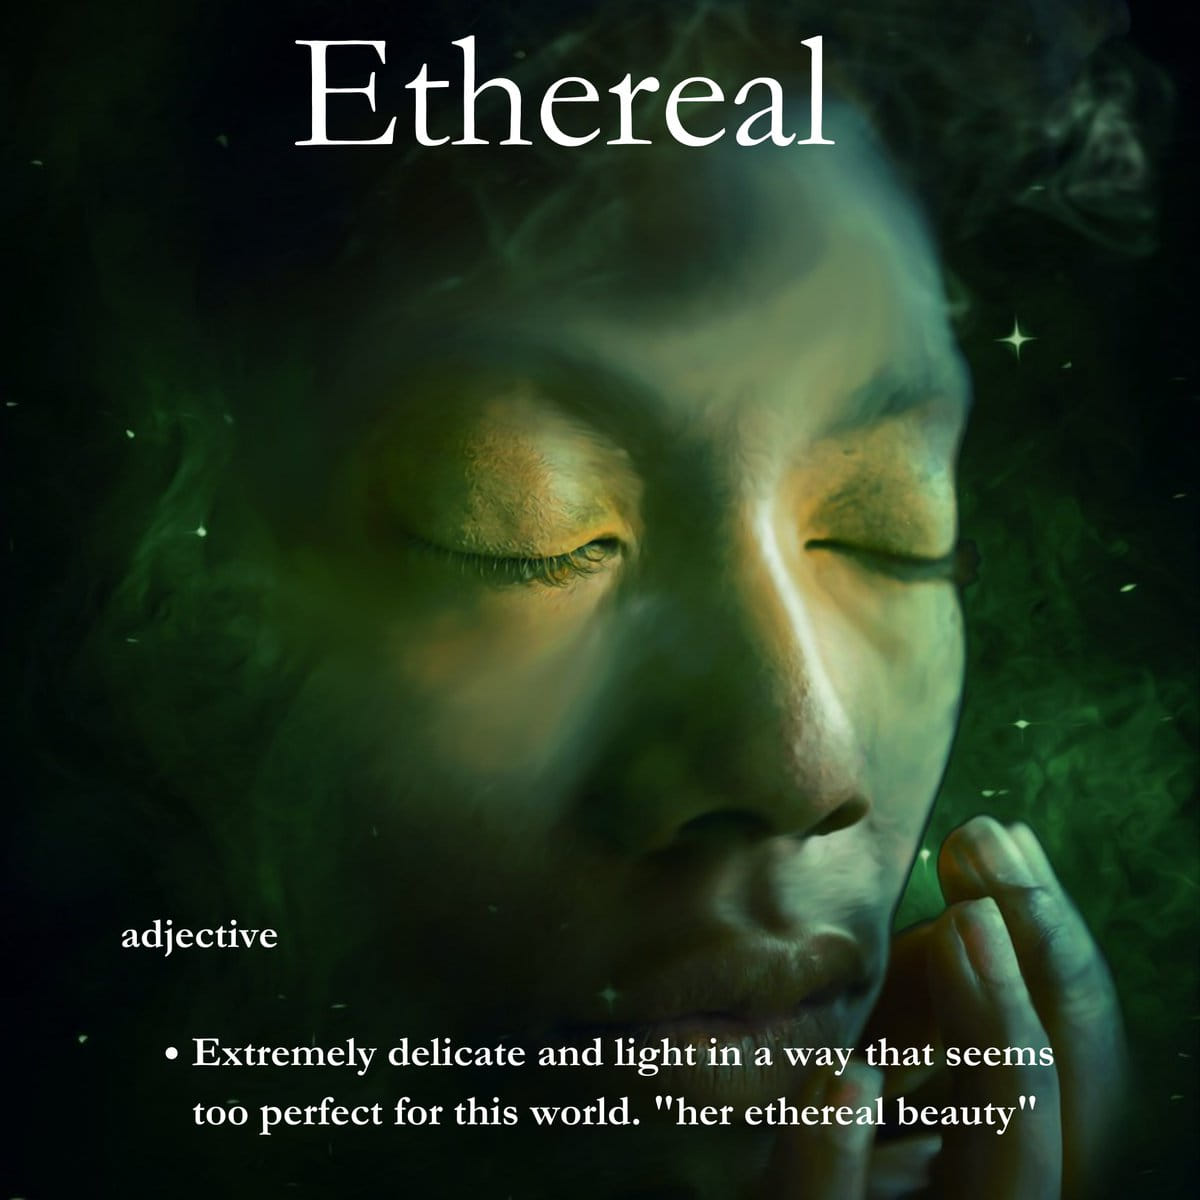 Ethereal
adjective
• Extremely delicate and light in a way that seems
too perfect for this world. "her ethereal beauty"